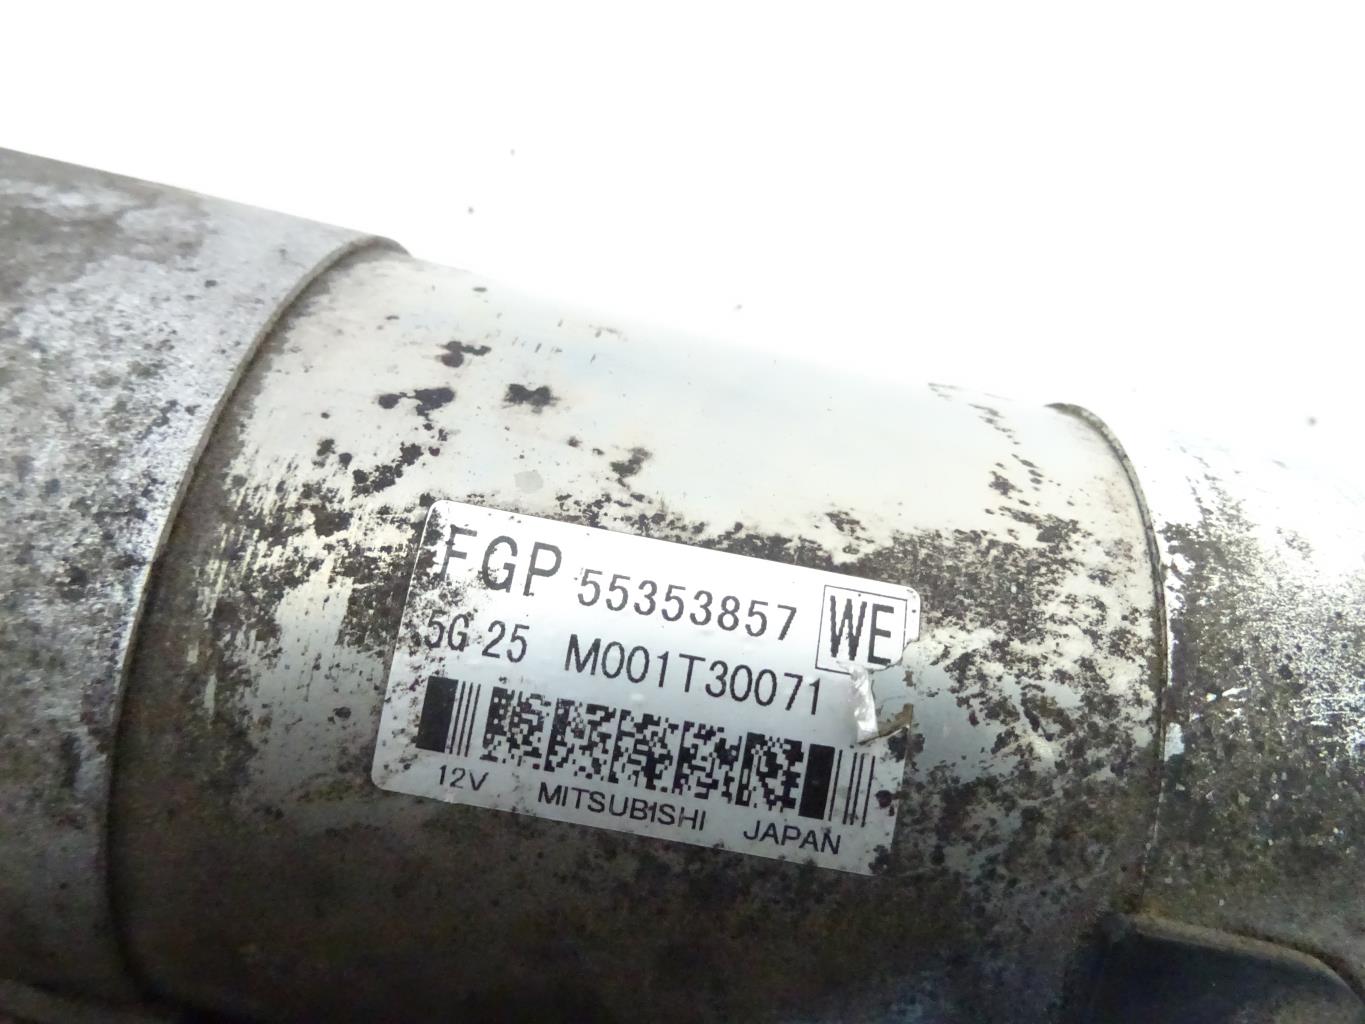 FGP 55353857 WE
5G 25 M001T30071
12V MITSUBISHI JAPAN